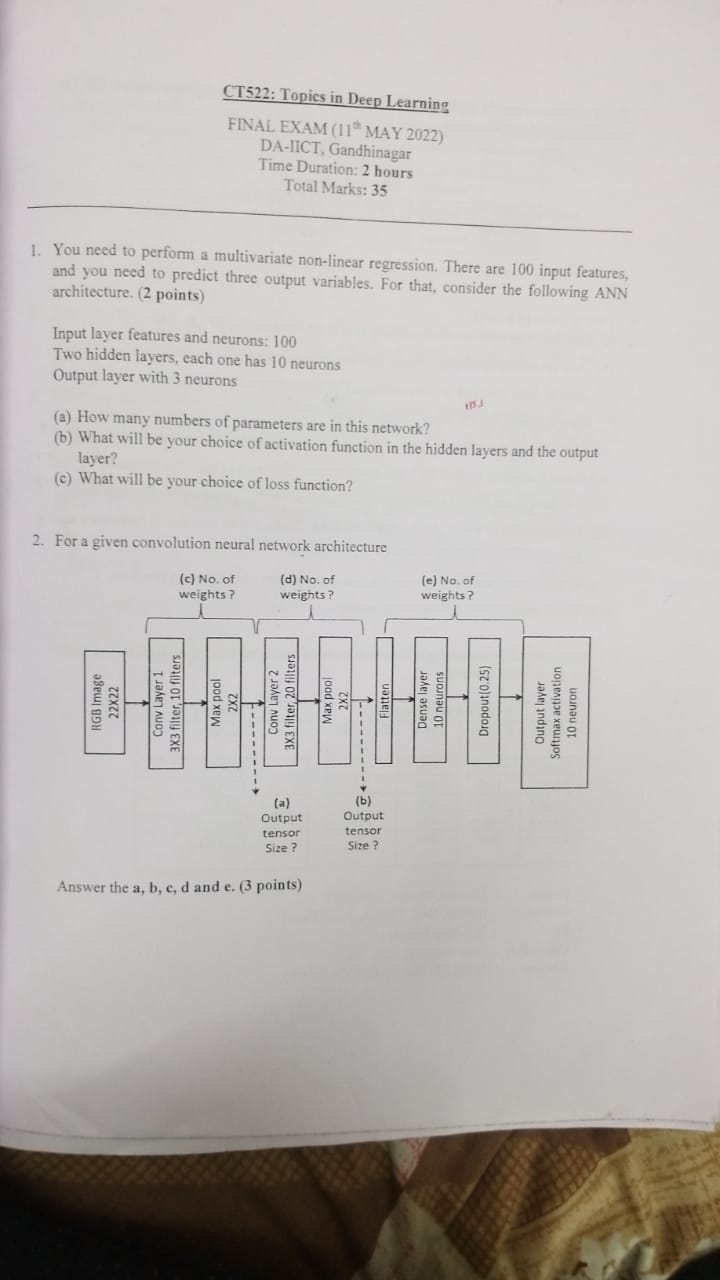 CT522: Topics in Deep Learning
FINAL EXAM (11th MAY 2022)
DA-IICT, Gandhinagar
Time Duration: 2 hours
Total Marks: 35
1. You need to perform a multivariate non-linear regression. There are 100 input features,
and you need to predict three output variables. For that, consider the following ANN
architecture. (2 points)
Input layer features and neurons: 100
Two hidden layers, each one has 10 neurons
Output layer with 3 neurons
(a) How many numbers of parameters are in this network?
(b) What will be your choice of activation function in the hidden layers and the output
layer?
(c) What will be your choice of loss function?
2. For a given convolution neural network architecture
(c) No. of
weights ?
(d) No. of
weights ?
(e) No. of
weights ?
RGB Image
22X22
Conv Layer 1
3X3 filter, 10 filters
Max pool
2X2
Conv Layer 2
3X3 filter, 20 filters
Max pool
2X2
Flatten
Dense layer
10 neurons
Dropout(0.25)
Output layer
Softmax activation
10 neuron
(a)
Output
tensor
Size ?
(b)
Output
tensor
Size ?
Answer the a, b, c, d and e. (3 points)